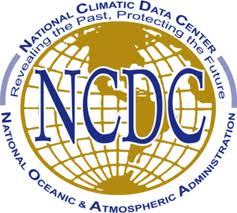 NATIONAL CLIMATIC DATA CENTER
Revealing the Past, Protecting the Future
NCDC
NATIONAL OCEANIC & ATMOSPHERIC ADMINISTRATION